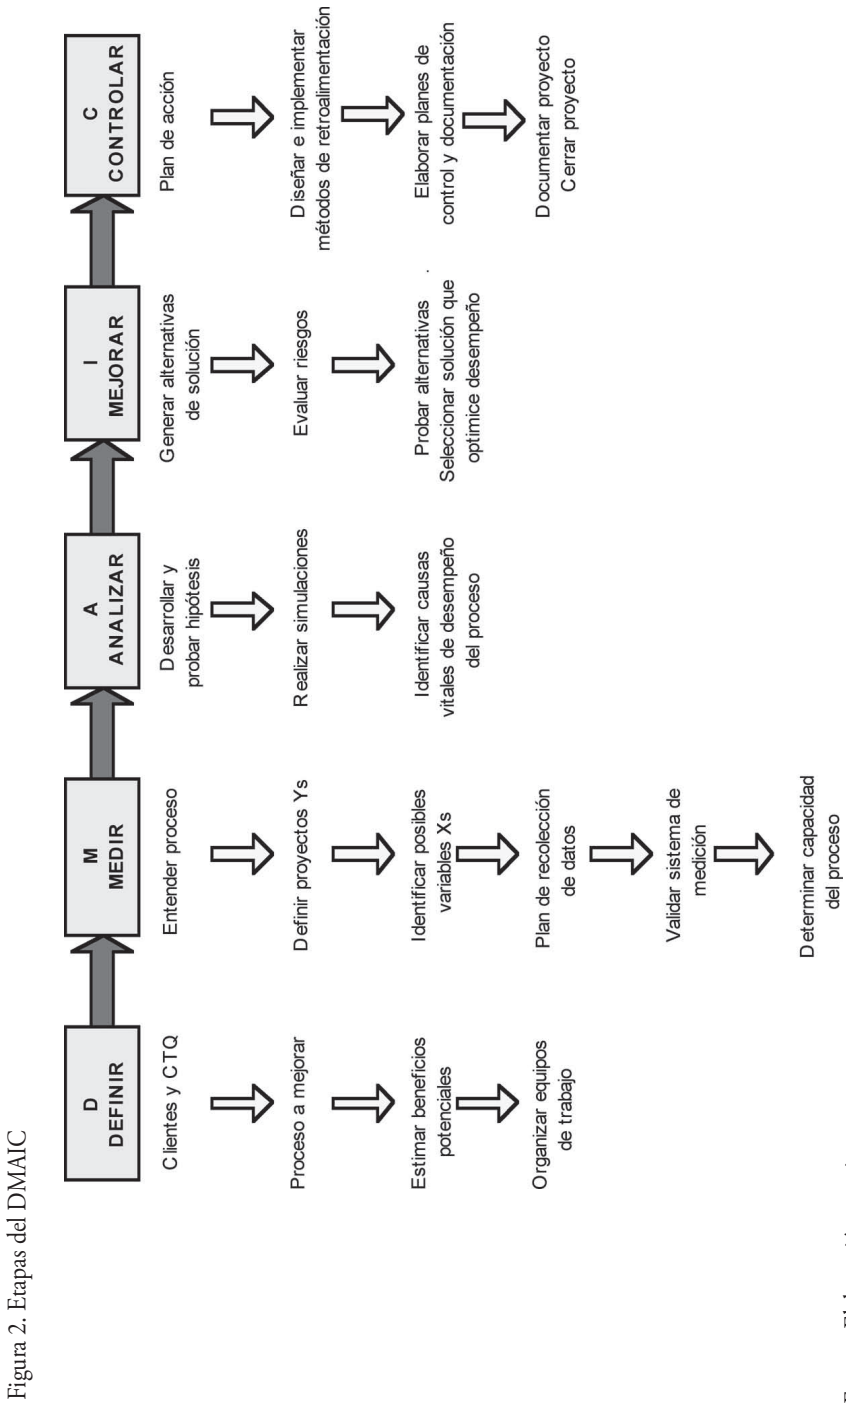 Figura 2. Etapas del DMAIC
D
DEFINIR
Clientes y CTQ
Proceso a mejorar
Estimar beneficios
potenciales
Organizar equipos
de trabajo
M
MEDIR
Entender proceso
Definir proyectos Ys
Identificar posibles
variables Xs
Plan de recolección
de datos
Validar sistema de
medición
Determinar capacidad
del proceso
A
ANALIZAR
Desarrollar y
probar hipótesis
Realizar simulaciones
Identificar causas
vitales de desempeño
del proceso
I
MEJORAR
Generar alternativas
de solución
Evaluar riesgos
Probar alternativas
Seleccionar solución que
optimice desempeño
C
CONTROLAR
Plan de acción
Diseñar e implementar
métodos de retroalimentación
Elaborar planes de
control y documentación
Documentar proyecto
Cerrar proyecto